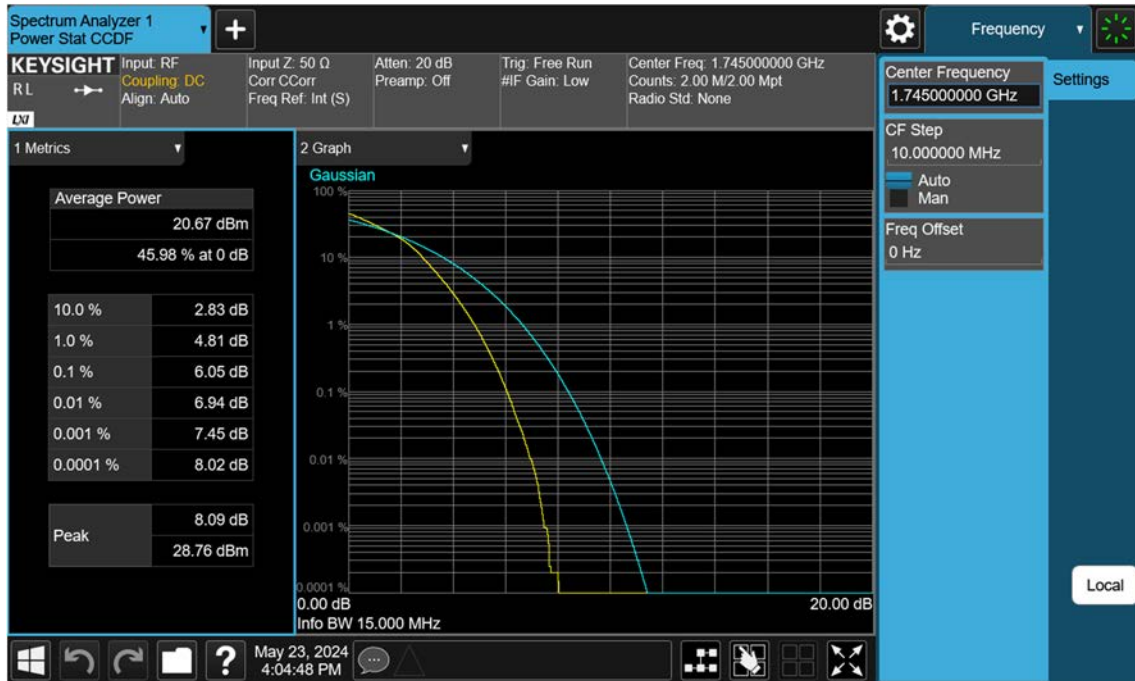 Spectrum Analyzer 1
Power Stat CCDF
+
Frequency
KEYSIGHT
R L
LXI
Input: RF
Coupling: DC
Align: Auto
Input Z: 50 Ω
Corr CCorr
Freq Ref: Int (S)
Atten: 20 dB
Preamp: Off
Trig: Free Run
#IF Gain: Low
Center Freq: 1.745000000 GHz
Counts: 2.00 M/2.00 Mpt
Radio Std: None
Center Frequency
1.745000000 GHz
Settings
CF Step
10.000000 MHz
Auto
Man
Freq Offset
0 Hz
Local
1 Metrics
Average Power
20.67 dBm
45.98 % at 0 dB
10.0 % 2.83 dB
1.0 % 4.81 dB
0.1 % 6.05 dB
0.01 % 6.94 dB
0.001 % 7.45 dB
0.0001 % 8.02 dB
Peak
8.09 dB
28.76 dBm
2 Graph
Gaussian
100 %
10 %
1 %
0.1 %
0.01 %
0.001 %
0.0001 %
0.00 dB 20.00 dB
Info BW 15.000 MHz
?
May 23, 2024
4:04:48 PM